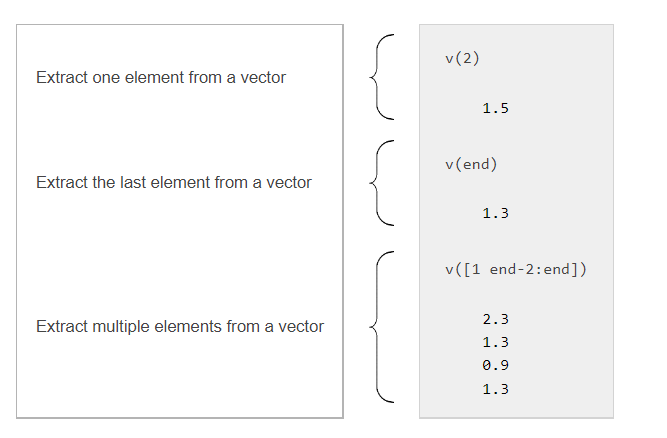 Extract one element from a vector
v(2)
1.5
Extract the last element from a vector
v(end)
1.3
Extract multiple elements from a vector
v([1 end-2:end])
2.3
1.3
0.9
1.3